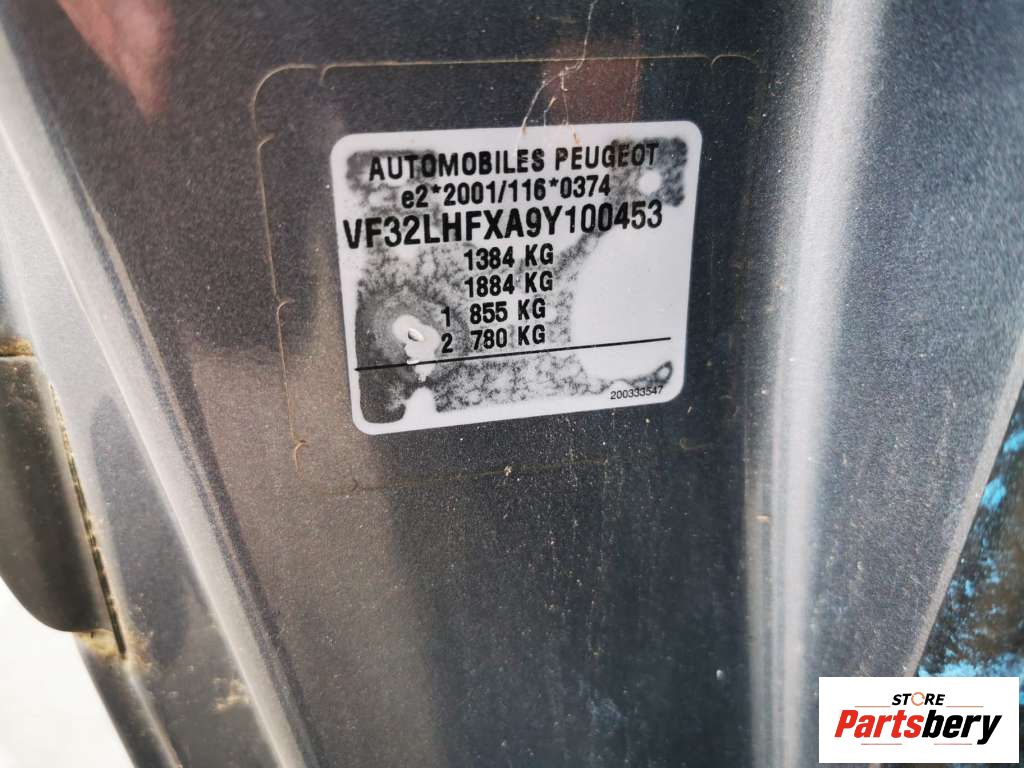 AUTOMOBILES PEUGEOT
e2*2001/116*0374
VF32LHFXA9Y100453
1384 KG
1884 KG
1 855 KG
2 780 KG
200333547
STORE
Partsbery